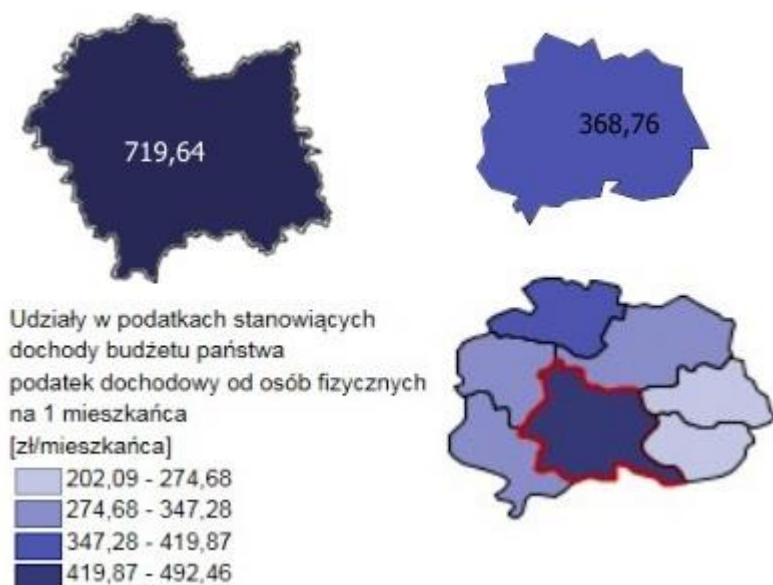 719,64
368,76
Udziały w podatkach stanowiących
dochody budżetu państwa
podatek dochodowy od osób fizycznych
na 1 mieszkańca
[zł/mieszkańca]
202,09 - 274,68
274,68 - 347,28
347,28 - 419,87
419,87 - 492,46